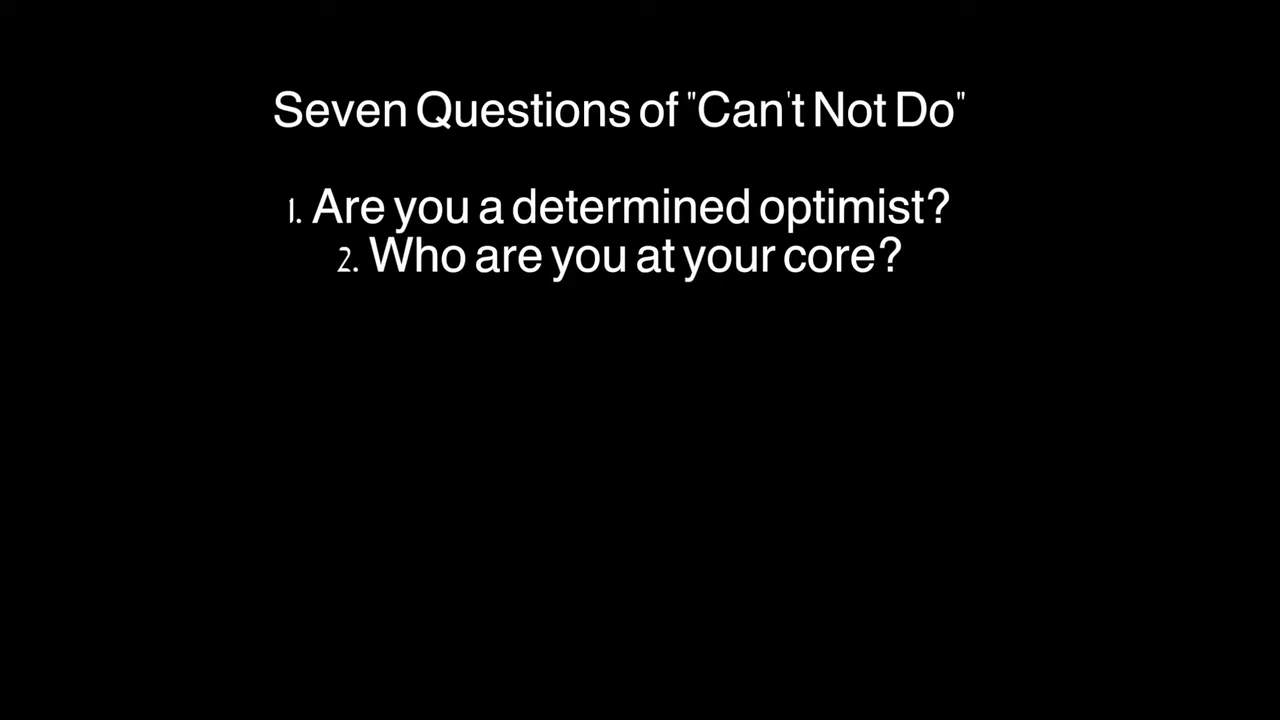 Seven Questions of "Can't Not Do"
1. Are you a determined optimist?
2. Who are you at your core?